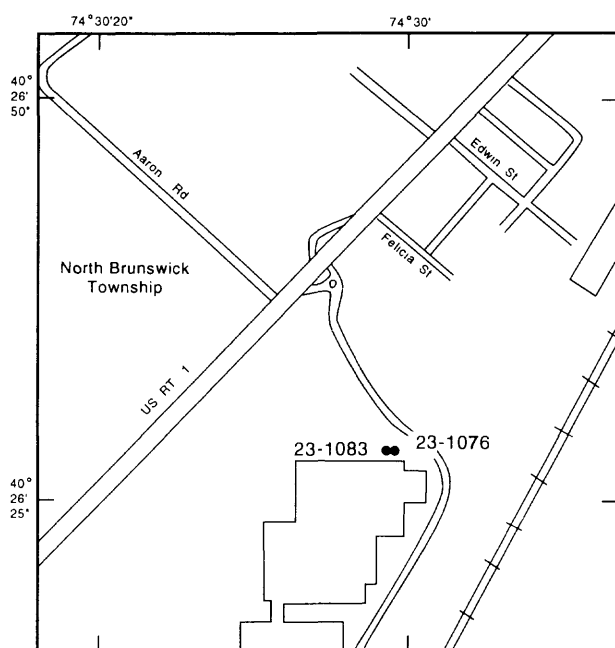 74°30'20"
74°30'
40°
26'
50"
Edwin St
Aaron Rd
Felicia St
North Brunswick
Township
US RT 1
23-1083
23-1076
40°
26'
25"